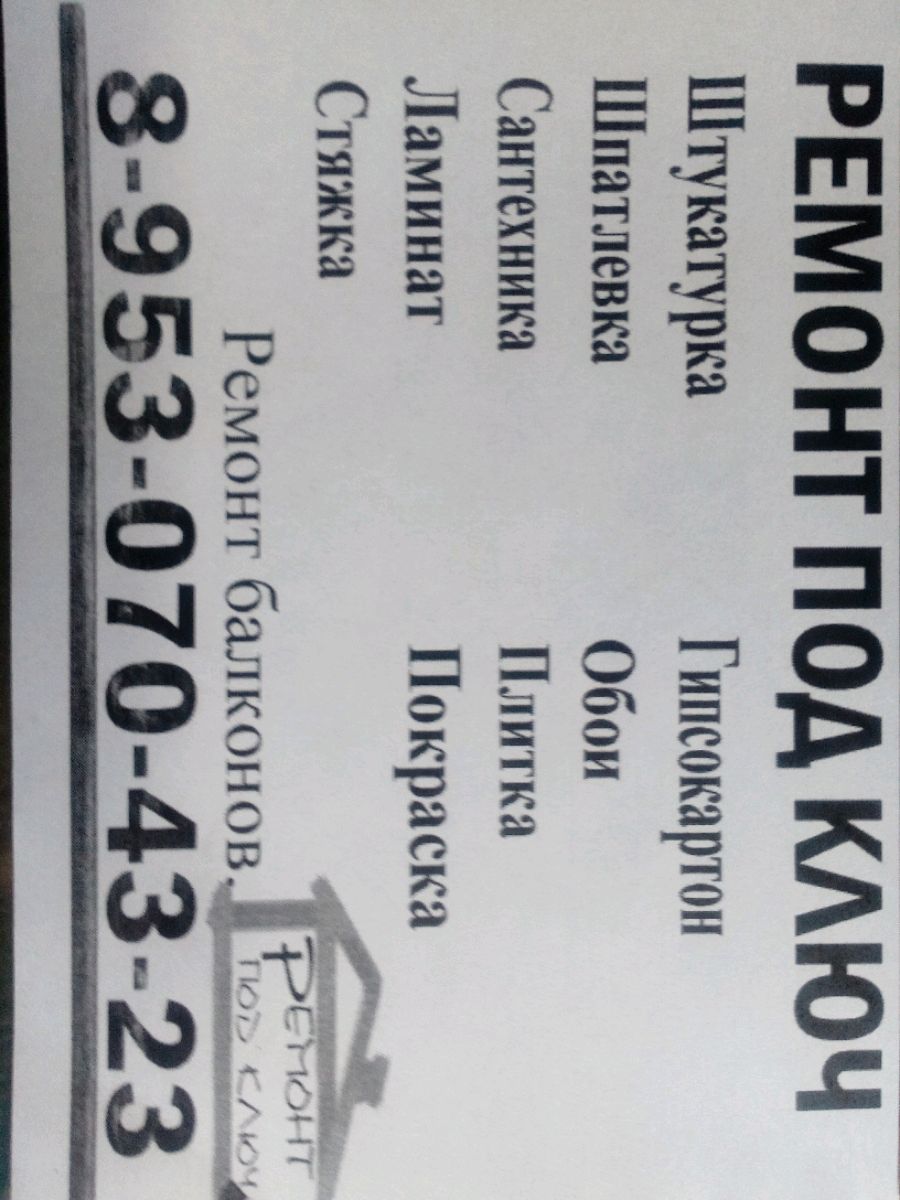 РЕМОНТ ПОД КЛЮЧ
Штукатурка Гипсокартон
Шпатлевка Обои
Сантехника Плитка
Ламинат Покраска
Стяжка
Ремонт балконов.
РЕМОНТ
ПОД КЛЮЧ
8-953-070-43-23